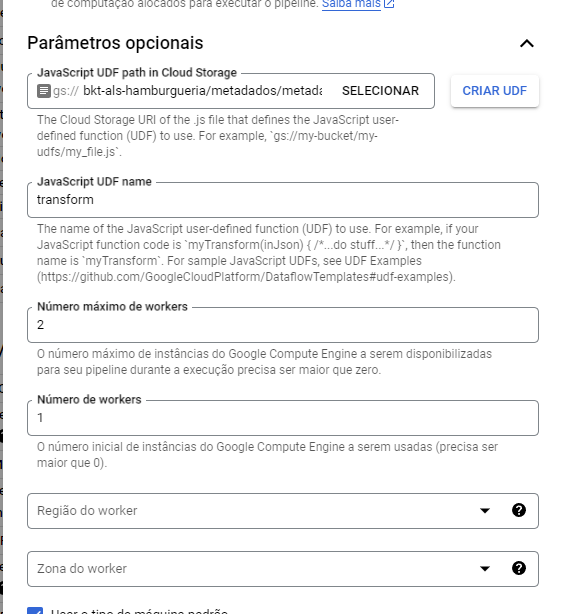 de computação alocados para executar o pipeline. Saiba mais
Parâmetros opcionais
JavaScript UDF path in Cloud Storage
gs:// bkt-als-hamburgueria/metadados/metada
SELECIONAR
CRIAR UDF
The Cloud Storage URI of the .js file that defines the JavaScript user-
defined function (UDF) to use. For example, `gs://my-bucket/my-
udfs/my_file.js`.
JavaScript UDF name
transform
The name of the JavaScript user-defined function (UDF) to use. For example, if your
JavaScript function code is `myTransform(inJson) { /*...do stuff...*/ }`, then the function
name is `myTransform`. For sample JavaScript UDFs, see UDF Examples
(https://github.com/GoogleCloudPlatform/DataflowTemplates#udf-examples).
Número máximo de workers
2
O número máximo de instâncias do Google Compute Engine a serem disponibilizadas
para seu pipeline durante a execução precisa ser maior que zero.
Número de workers
1
O número inicial de instâncias do Google Compute Engine a serem usadas (precisa ser
maior que 0).
Região do worker
Zona do worker
Usar o tipo de máquina padrão